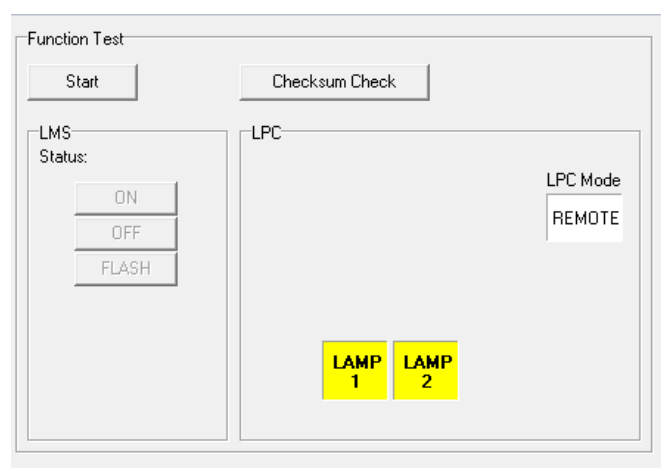 Function Test
Start
Checksum Check
LMS
Status:
ON
OFF
FLASH
LPC
LPC Mode
REMOTE
LAMP
1
LAMP
2